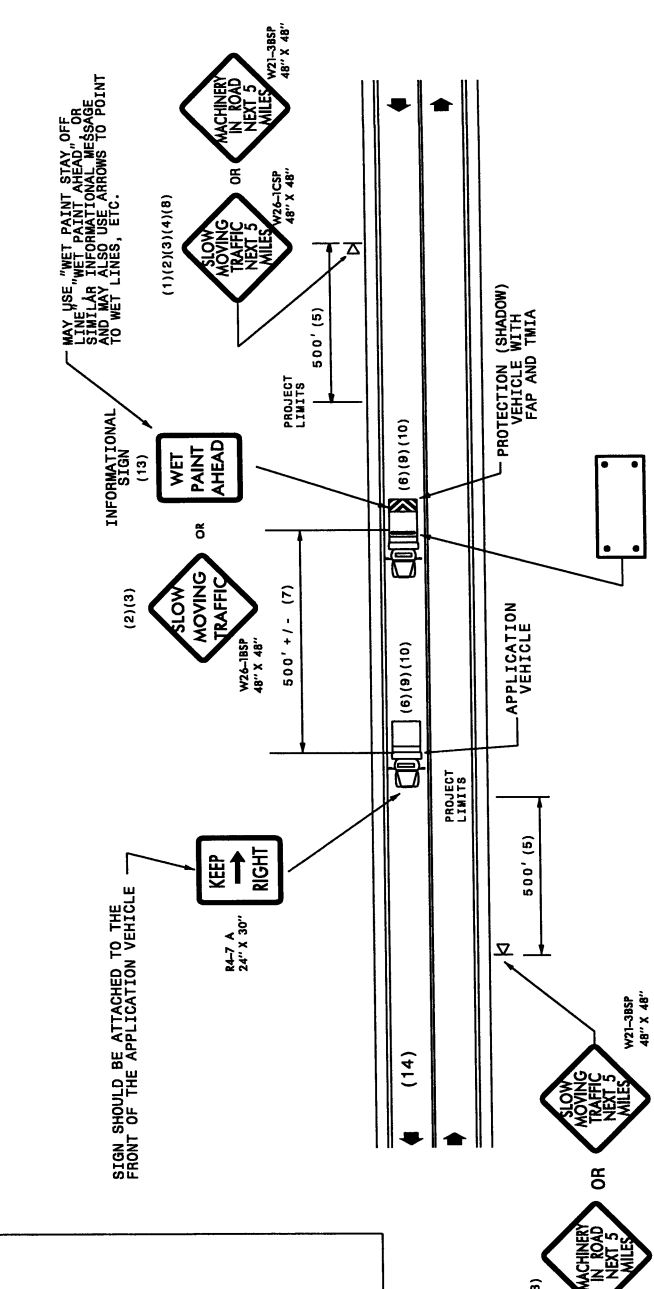 SIGN SHOULD BE ATTACHED TO THE
FRONT OF THE APPLICATION VEHICLE
MAY USE "WET PAINT STAY OFF
LINE", "WET PAINT AHEAD", OR
SIMILAR INFORMATIONAL MESSAGE
AND MAY ALSO USE ARROWS TO POINT
TO WET LINES, ETC.
INFORMATIONAL
SIGN
(13)
WET
PAINT
AHEAD
OR
(2)(3)
SLOW
MOVING
TRAFFIC
W26-1BSP
48" X 48"
(1)(2)(3)(4)(8)
SLOW
MOVING
TRAFFIC
NEXT 5
MILES
W26-1CSP
48" X 48"
OR
MACHINERY
IN ROAD
NEXT 5
MILES
W21-3BSP
48" X 48"
KEEP
RIGHT
R4-7 A
24" X 30"
500' +/- (7)
PROJECT
LIMITS
500' (5)
(14)
(6)(9)(10)
(6)(9)(10)
PROJECT
LIMITS
APPLICATION
VEHICLE
PROTECTION (SHADOW)
VEHICLE WITH
FAP AND TMIA
500' (5)
MACHINERY
IN ROAD
NEXT 5
MILES
OR
SLOW
MOVING
TRAFFIC
NEXT 5
MILES
W21-3BSP
48" X 48"